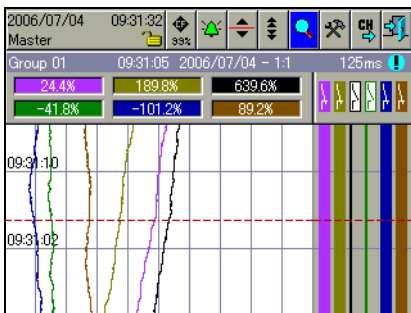 2006/07/04 09:31:32
Master
99%
CH
Group 01 09:31:05 2006/07/04 - 1:1 125ms
24.4% 189.8% 639.6%
-41.8% -101.2% 89.2%
09:31:10
09:31:02